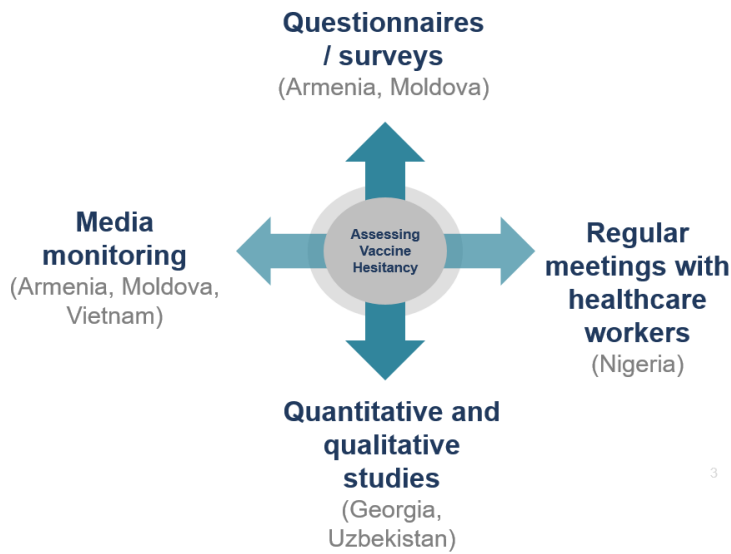 Questionnaires
/ surveys
(Armenia, Moldova)
Media
monitoring
(Armenia, Moldova,
Vietnam)
Assessing
Vaccine
Hesitancy
Regular
meetings with
healthcare
workers
(Nigeria)
Quantitative and
qualitative
studies
(Georgia,
Uzbekistan)
3